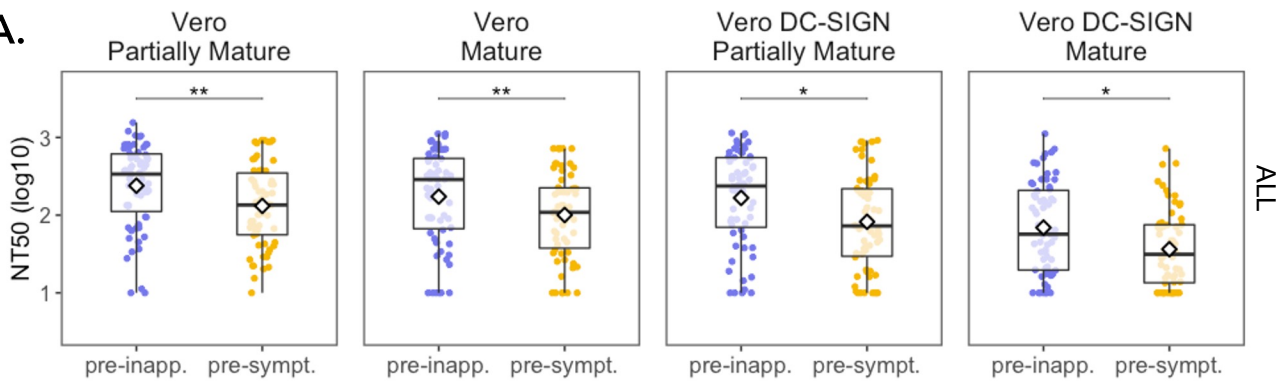 A.
Vero
Partially Mature
Vero
Mature
Vero DC-SIGN
Partially Mature
Vero DC-SIGN
Mature
**
**
*
*
NT50 (log10)
3
2
1
ALL
pre-inapp. pre-sympt.
pre-inapp. pre-sympt.
pre-inapp. pre-sympt.
pre-inapp. pre-sympt.